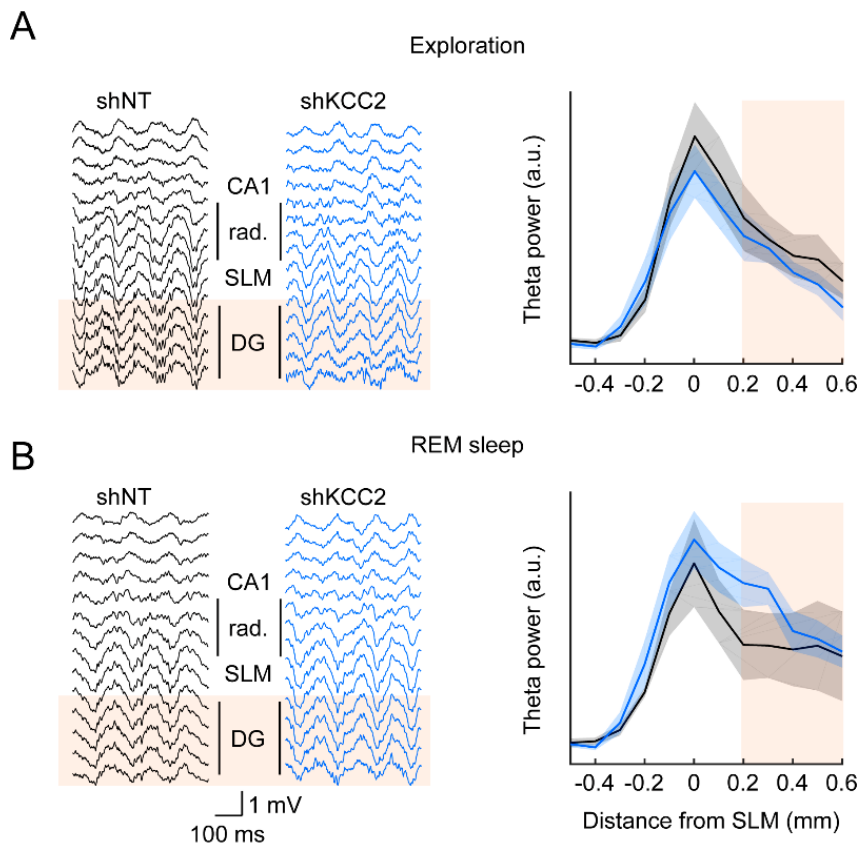 A
Exploration
shNT
shKCC2
CA1
rad.
SLM
DG
Theta power (a.u.)
-0.4 -0.2 0 0.2 0.4 0.6
B
REM sleep
shNT
shKCC2
CA1
rad.
SLM
DG
1 mV
100 ms
Theta power (a.u.)
-0.4 -0.2 0 0.2 0.4 0.6
Distance from SLM (mm)